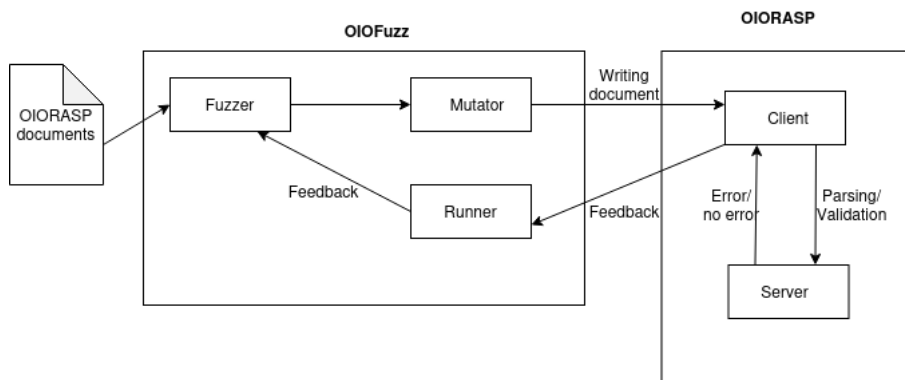 OIORASP
OIOFuzz
OIORASP
documents
Fuzzer
Mutator
Writing
document
Client
Feedback
Runner
Feedback
Error/
no error
Parsing/
Validation
Server